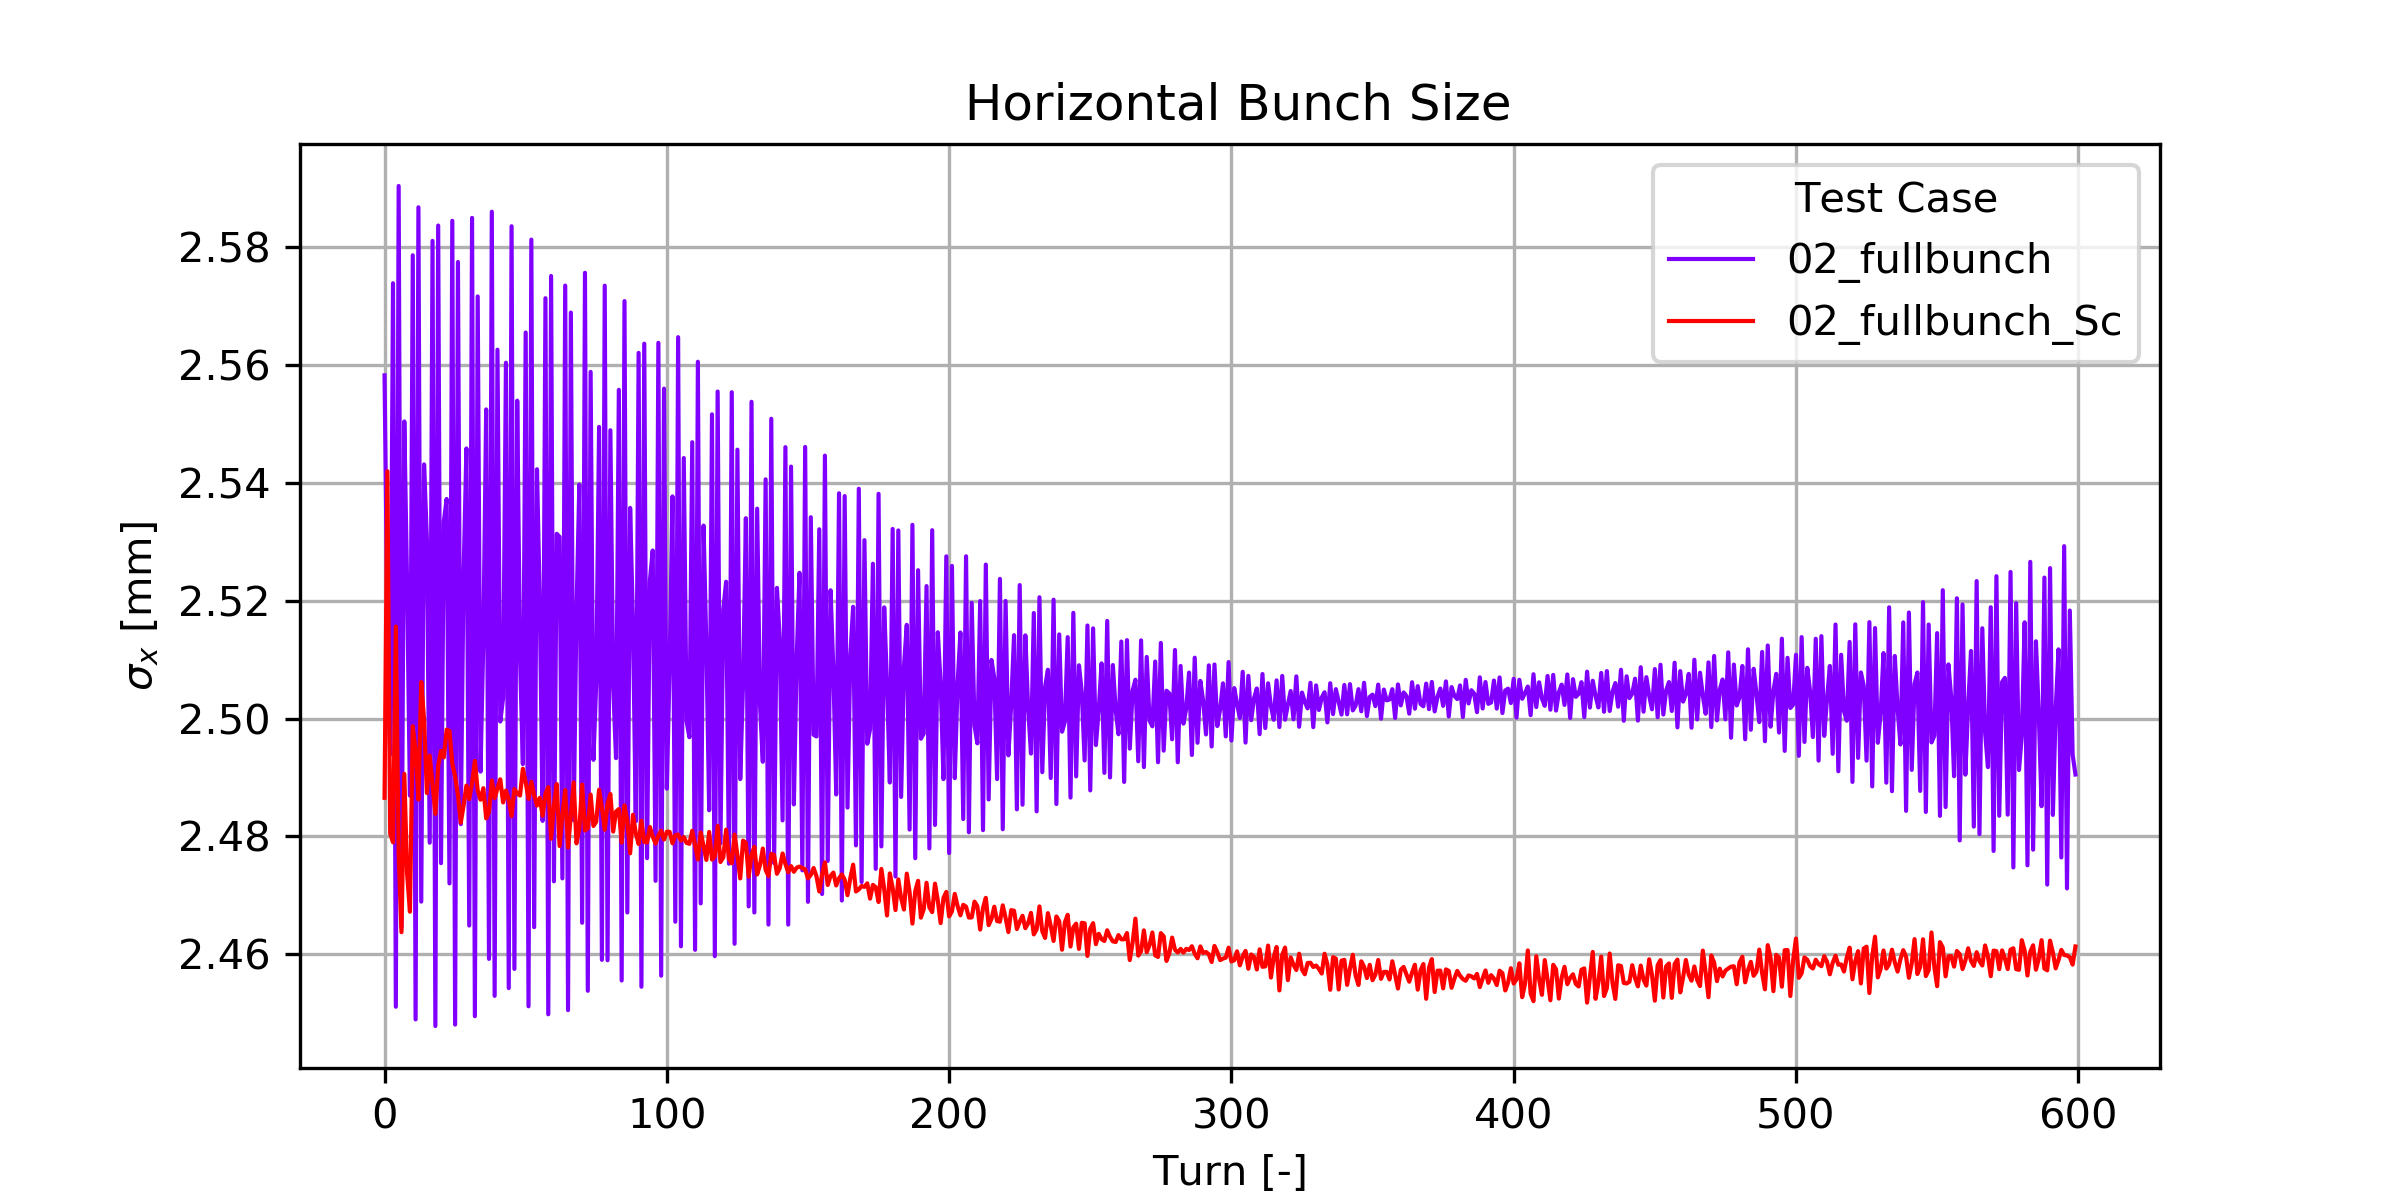 Horizontal Bunch Size
Test Case
02_fullbunch
02_fullbunch_Sc
σx [mm]
2.58
2.56
2.54
2.52
2.50
2.48
2.46
0 100 200 300 400 500 600
Turn [-]